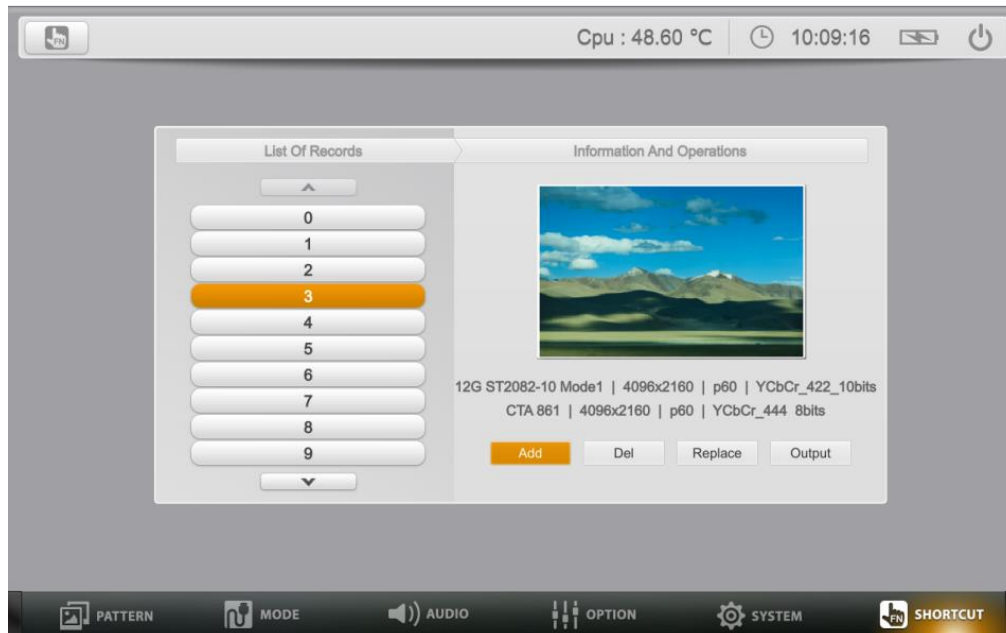 FN
Cpu : 48.60 °C
10:09:16
List Of Records
Information And Operations
0
1
2
3
4
5
6
7
8
9
12G ST2082-10 Mode1 | 4096x2160 | p60 | YCbCr_422_10bits
CTA 861 | 4096x2160 | p60 | YCbCr_444 8bits
Add
Del
Replace
Output
PATTERN
MODE
AUDIO
OPTION
SYSTEM
FN
SHORTCUT